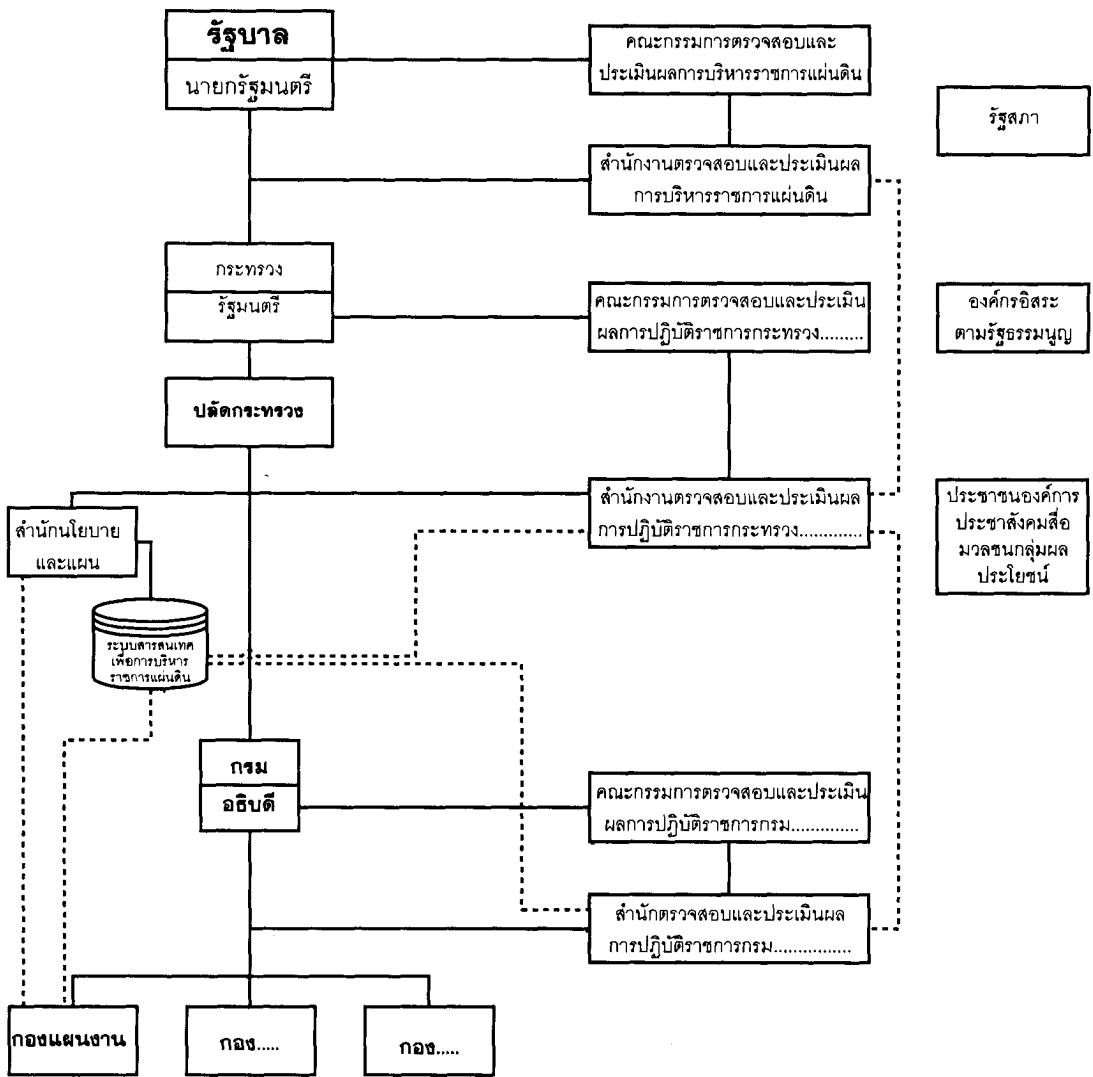 รัฐบาล
นายกรัฐมนตรี
คณะกรรมการตรวจสอบและ
ประเมินผลการบริหารราชการแผ่นดิน
รัฐสภา
สำนักงานตรวจสอบและประเมินผล
การบริหารราชการแผ่นดิน
กระทรวง
รัฐมนตรี
คณะกรรมการตรวจสอบและประเมิน
ผลการปฏิบัติราชการกระทรวง.........
องค์กรอิสระ
ตามรัฐธรรมนูญ
ปลัดกระทรวง
สำนักงานตรวจสอบและประเมินผล
การปฏิบัติราชการกระทรวง.............
ประชาชนองค์การ
ประชาสังคมสื่อ
มวลชนกลุ่มผล
ประโยชน์
สำนักนโยบาย
และแผน
ระบบสารสนเทศ
เพื่อการบริหาร
ราชการแผ่นดิน
กรม
อธิบดี
คณะกรรมการตรวจสอบและประเมิน
ผลการปฏิบัติราชการกรม..............
สำนักตรวจสอบและประเมินผล
การปฏิบัติราชการกรม................
กองแผนงาน
กอง.....
กอง.....